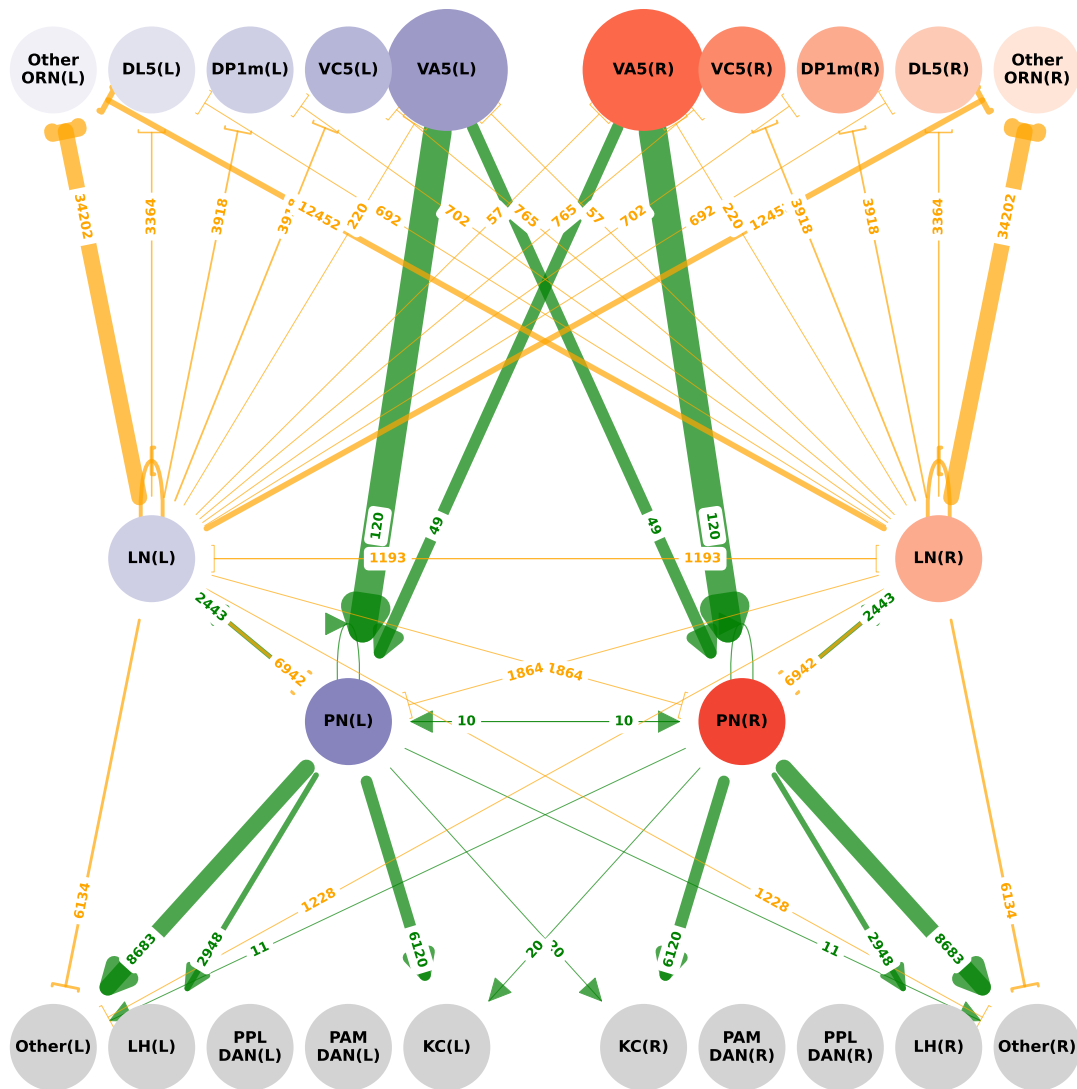 Other
ORN(L)
DL5(L)
DP1m(L)
VC5(L)
VA5(L)
VA5(R)
VC5(R)
DP1m(R)
DL5(R)
Other
ORN(R)
34202
3364
3918
12452
220
692
702
57
765
765
57
702
692
220
3918
3918
3364
34202
120
49
49
120
LN(L)
1193
1193
LN(R)
2443
6942
1864
1864
6942
2443
PN(L)
10
10
PN(R)
6134
8683
2948
1228
11
6120
20
6120
1228
11
2948
8683
6134
Other(L)
LH(L)
PPL
DAN(L)
PAM
DAN(L)
KC(L)
KC(R)
PAM
DAN(R)
PPL
DAN(R)
LH(R)
Other(R)